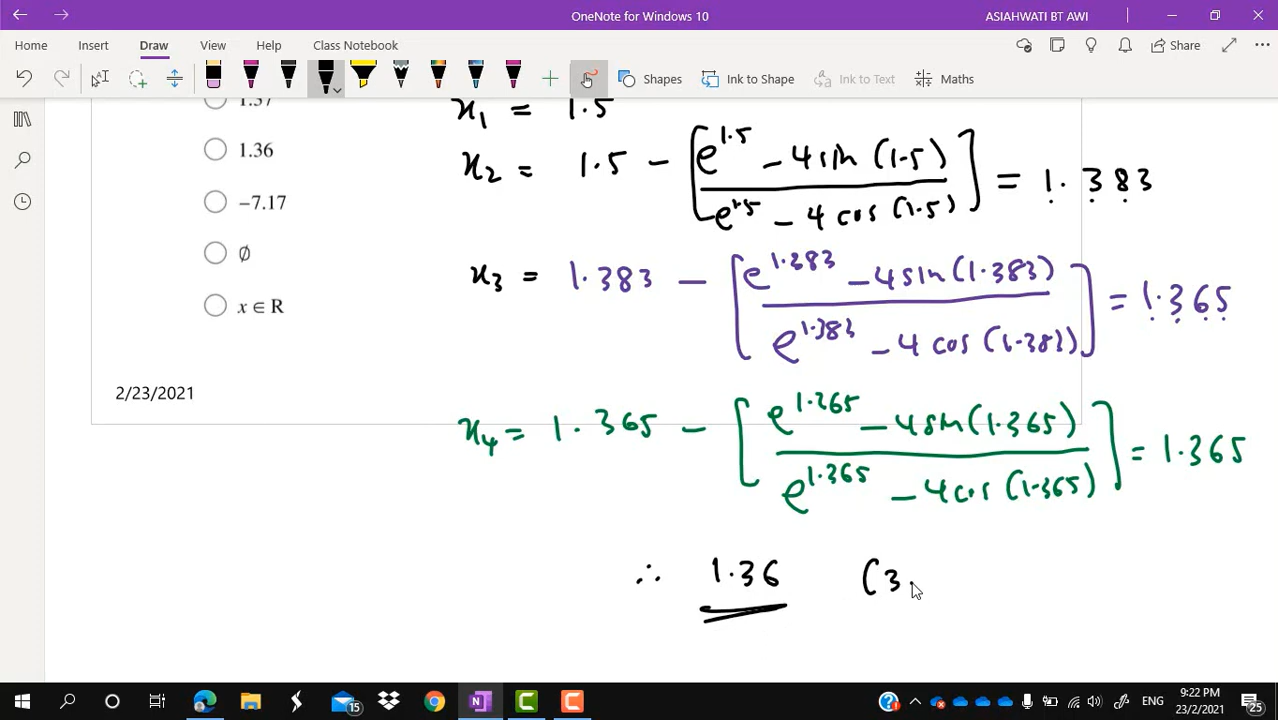 OneNote for Windows 10
ASIAHWATI BT AWI
Home Insert Draw View Help Class Notebook
Share
Shapes Ink to Shape Ink to Text Maths
1.37
1.36
−7.17
∅
x ∈ R
2/23/2021
x₁ = 1.5
x₂ = 1.5 − [(e^1.5 − 4 sin (1.5)) / (e^1.5 − 4 cos (1.5))] = 1.383
x₃ = 1.383 − [(e^1.383 − 4 sin (1.383)) / (e^1.383 − 4 cos (1.383))] = 1.365
x₄ = 1.365 − [(e^1.365 − 4 sin (1.365)) / (e^1.365 − 4 cos (1.365))] = 1.365
∴ 1.36 (3
15
ENG
9:22 PM
23/2/2021
25